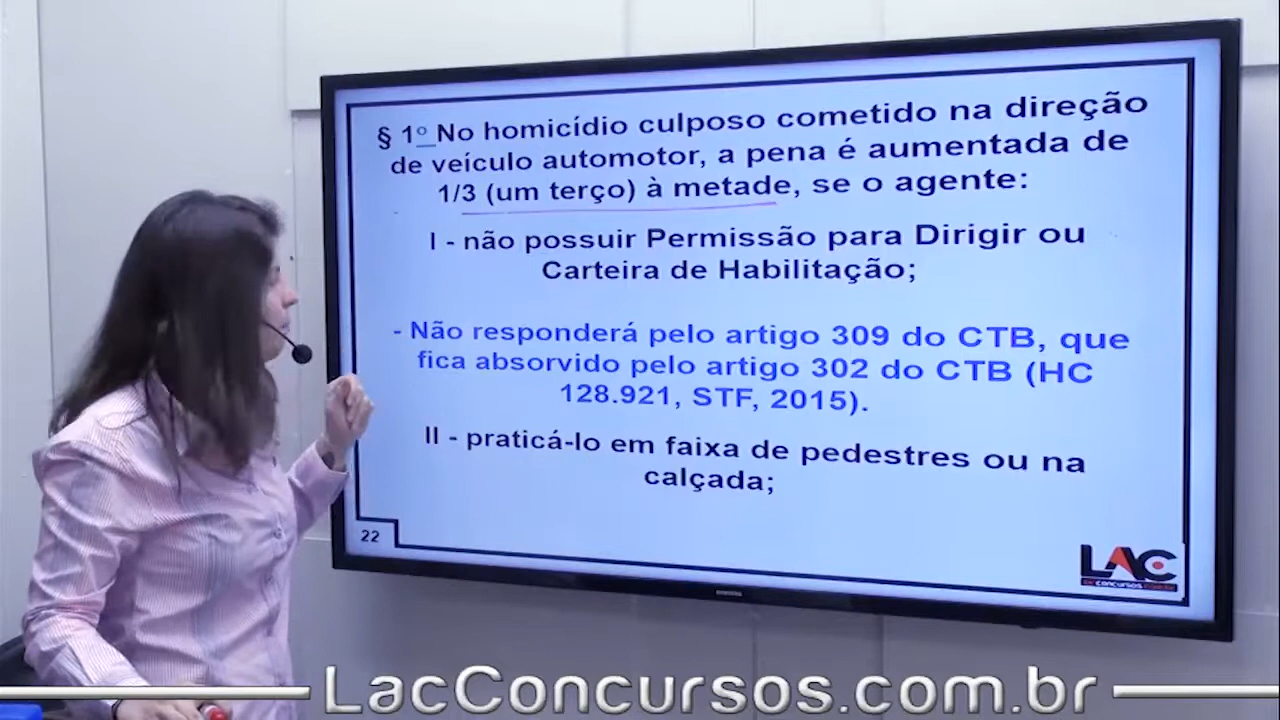 § 1º No homicídio culposo cometido na direção
de veículo automotor, a pena é aumentada de
1/3 (um terço) à metade, se o agente:
I - não possuir Permissão para Dirigir ou
Carteira de Habilitação;
- Não responderá pelo artigo 309 do CTB, que
fica absorvido pelo artigo 302 do CTB (HC
128.921, STF, 2015).
II - praticá-lo em faixa de pedestres ou na
calçada;
22
LAC
CONCURSOS
SAMSUNG
LacConcursos.com.br